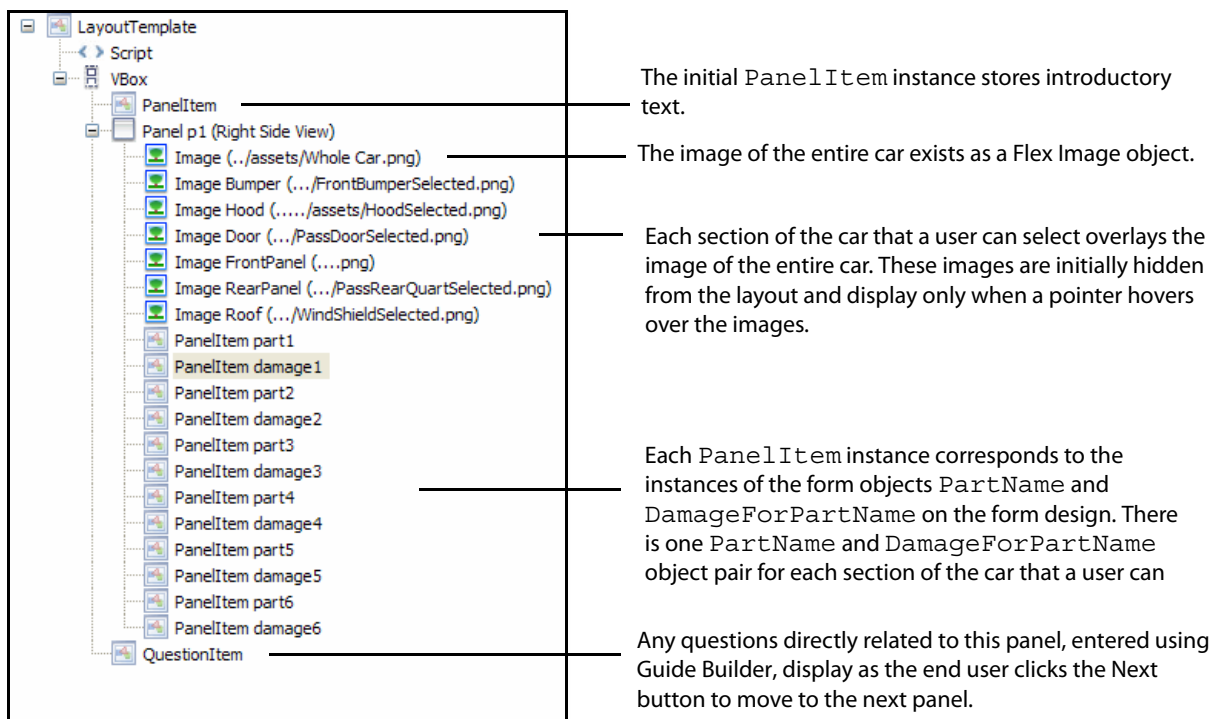 LayoutTemplate
Script
VBox
PanelItem
Panel p1 (Right Side View)
Image (../assets/Whole Car.png)
Image Bumper (.../FrontBumperSelected.png)
Image Hood (...../assets/HoodSelected.png)
Image Door (.../PassDoorSelected.png)
Image FrontPanel (....png)
Image RearPanel (.../PassRearQuartSelected.png)
Image Roof (.../WindShieldSelected.png)
PanelItem part1
PanelItem damage1
PanelItem part2
PanelItem damage2
PanelItem part3
PanelItem damage3
PanelItem part4
PanelItem damage4
PanelItem part5
PanelItem damage5
PanelItem part6
PanelItem damage6
QuestionItem
The initial PanelItem instance stores introductory
text.
The image of the entire car exists as a Flex Image object.
Each section of the car that a user can select overlays the
image of the entire car. These images are initially hidden
from the layout and display only when a pointer hovers
over the images.
Each PanelItem instance corresponds to the
instances of the form objects PartName and
DamageForPartName on the form design. There
is one PartName and DamageForPartName
object pair for each section of the car that a user can
Any questions directly related to this panel, entered using
Guide Builder, display as the end user clicks the Next
button to move to the next panel.